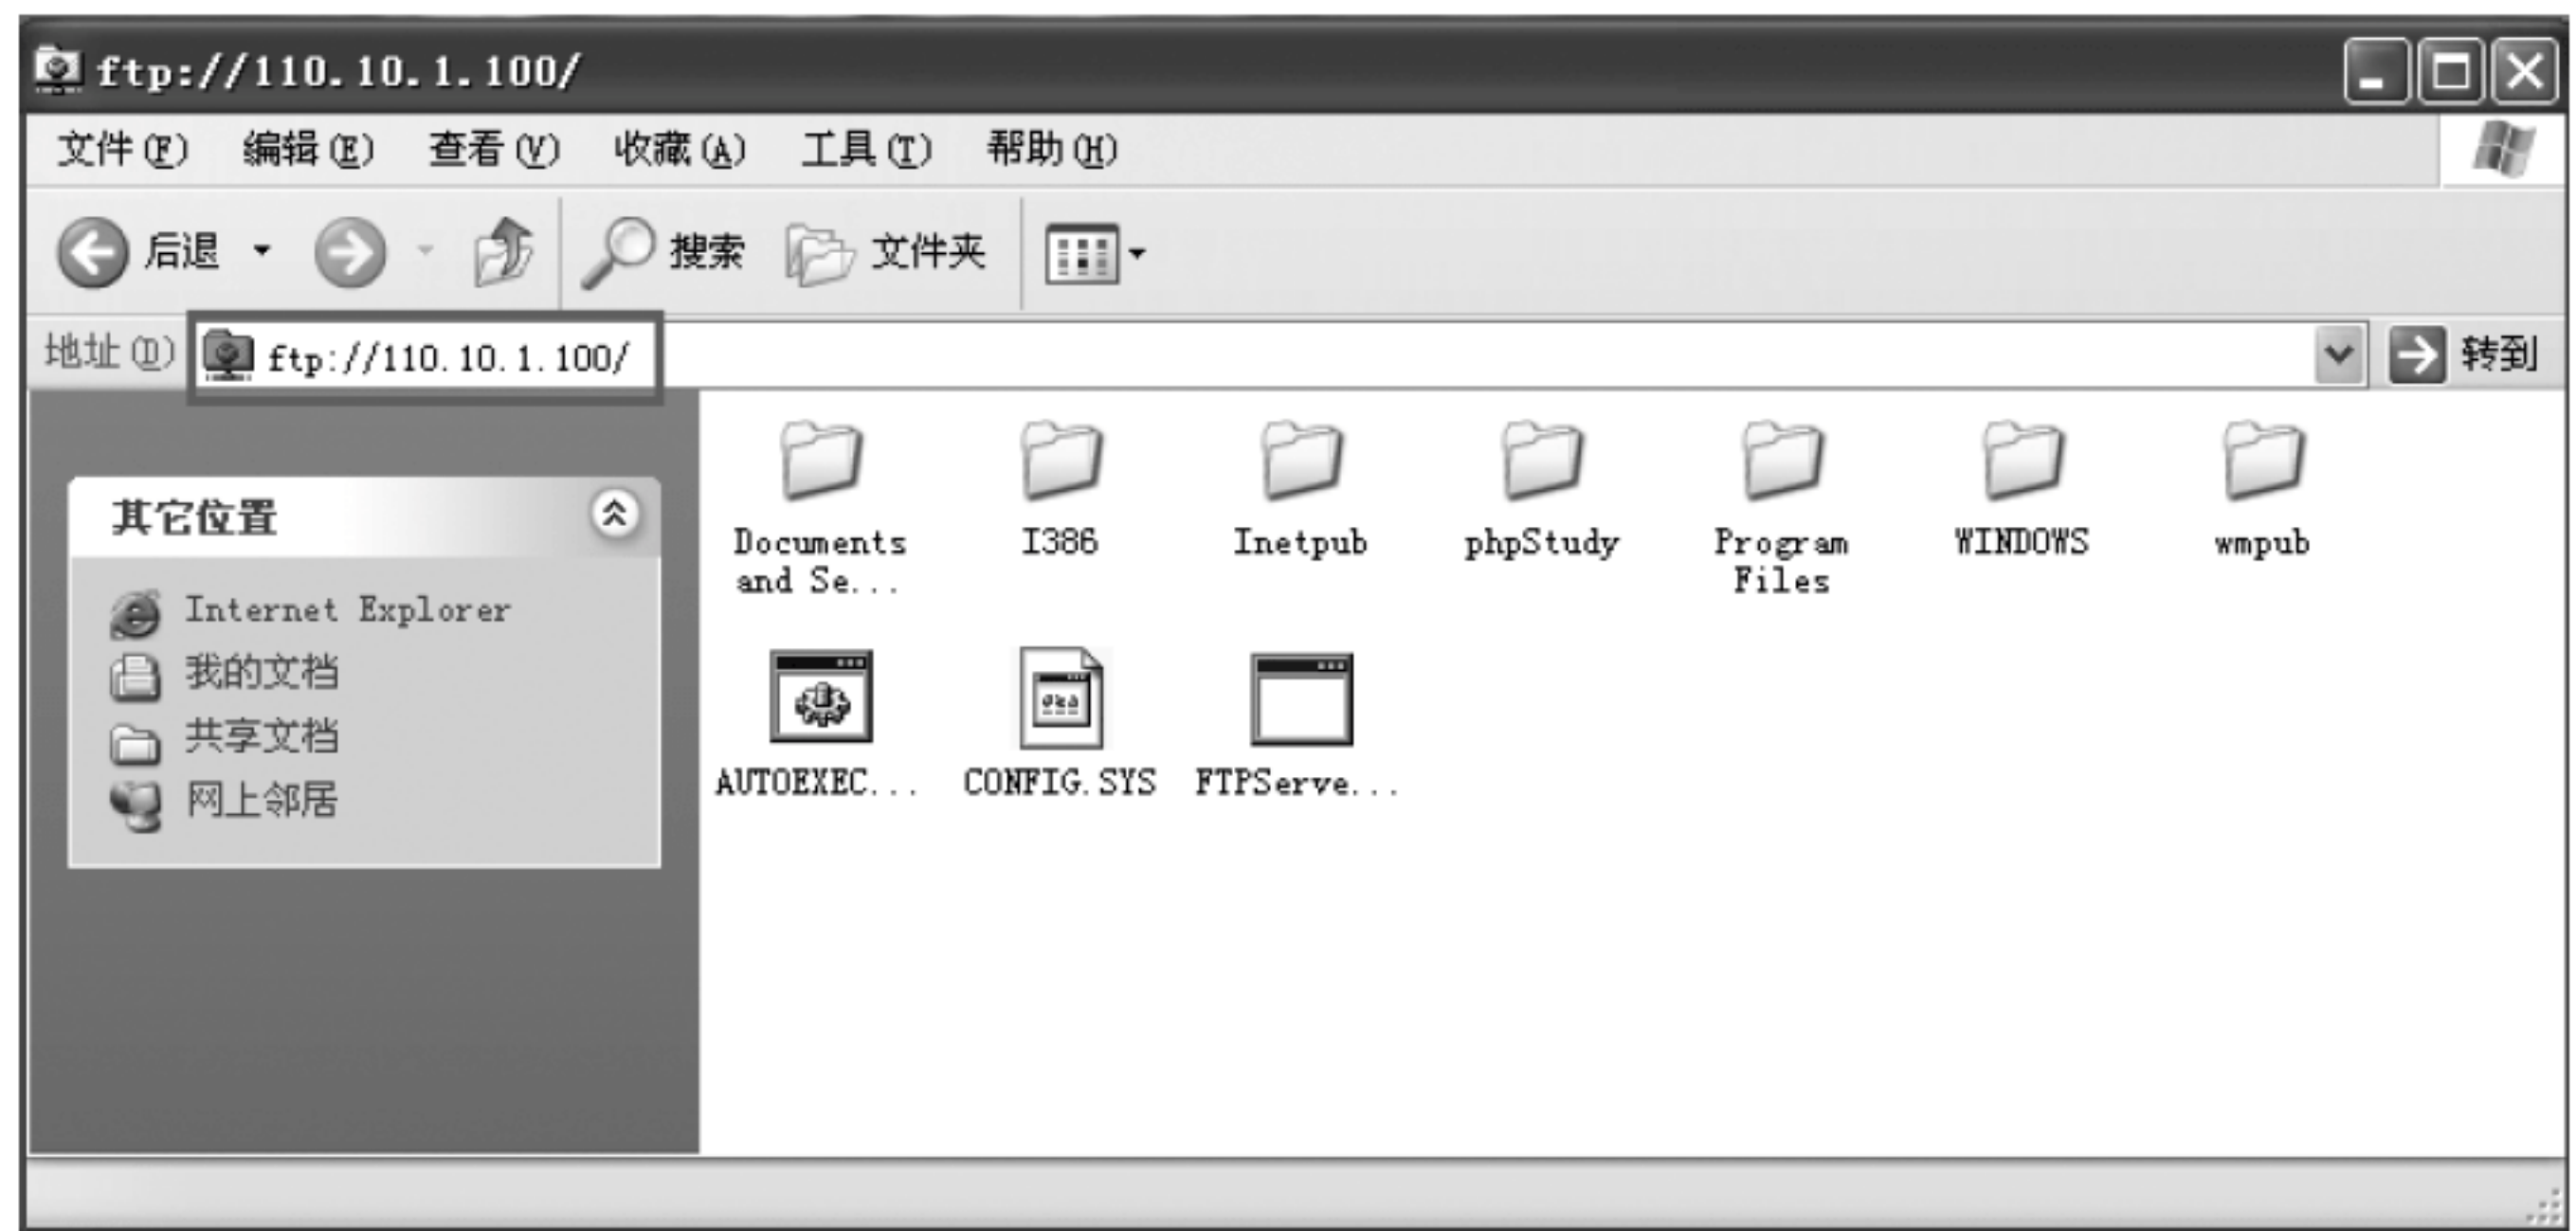 ftp://110.10.1.100/
文件(F) 编辑(E) 查看(V) 收藏(A) 工具(T) 帮助(H)
后退 搜索 文件夹
地址(D) ftp://110.10.1.100/ 转到
其它位置
Internet Explorer
我的文档
共享文档
网上邻居
Documents and Se...
I386
Inetpub
phpStudy
Program Files
WINDOWS
wmpub
AUTOEXEC...
CONFIG.SYS
FTPServe...